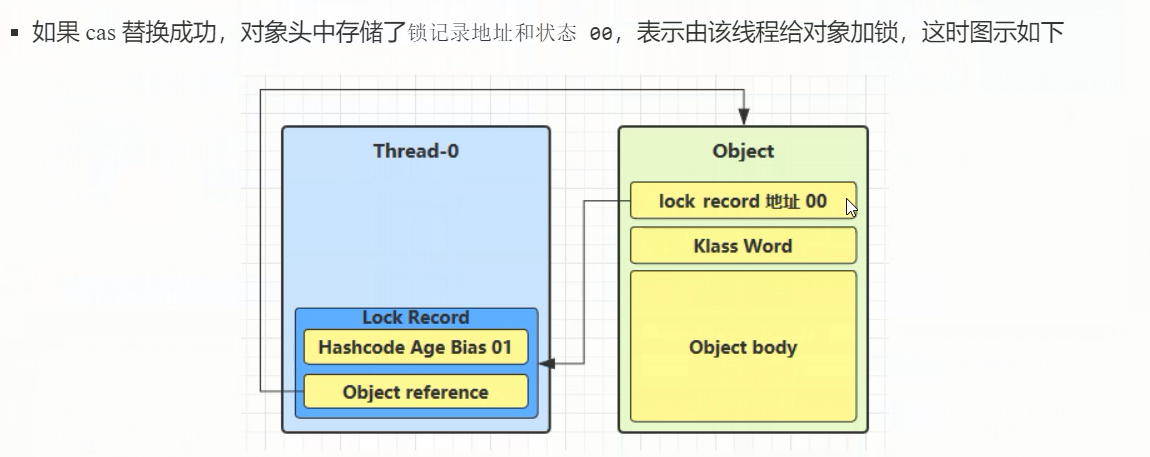 如果 cas 替换成功，对象头中存储了锁记录地址和状态 00，表示由该线程给对象加锁，这时图示如下
Thread-0
Object
lock record 地址 00
Klass Word
Lock Record
Hashcode Age Bias 01
Object body
Object reference